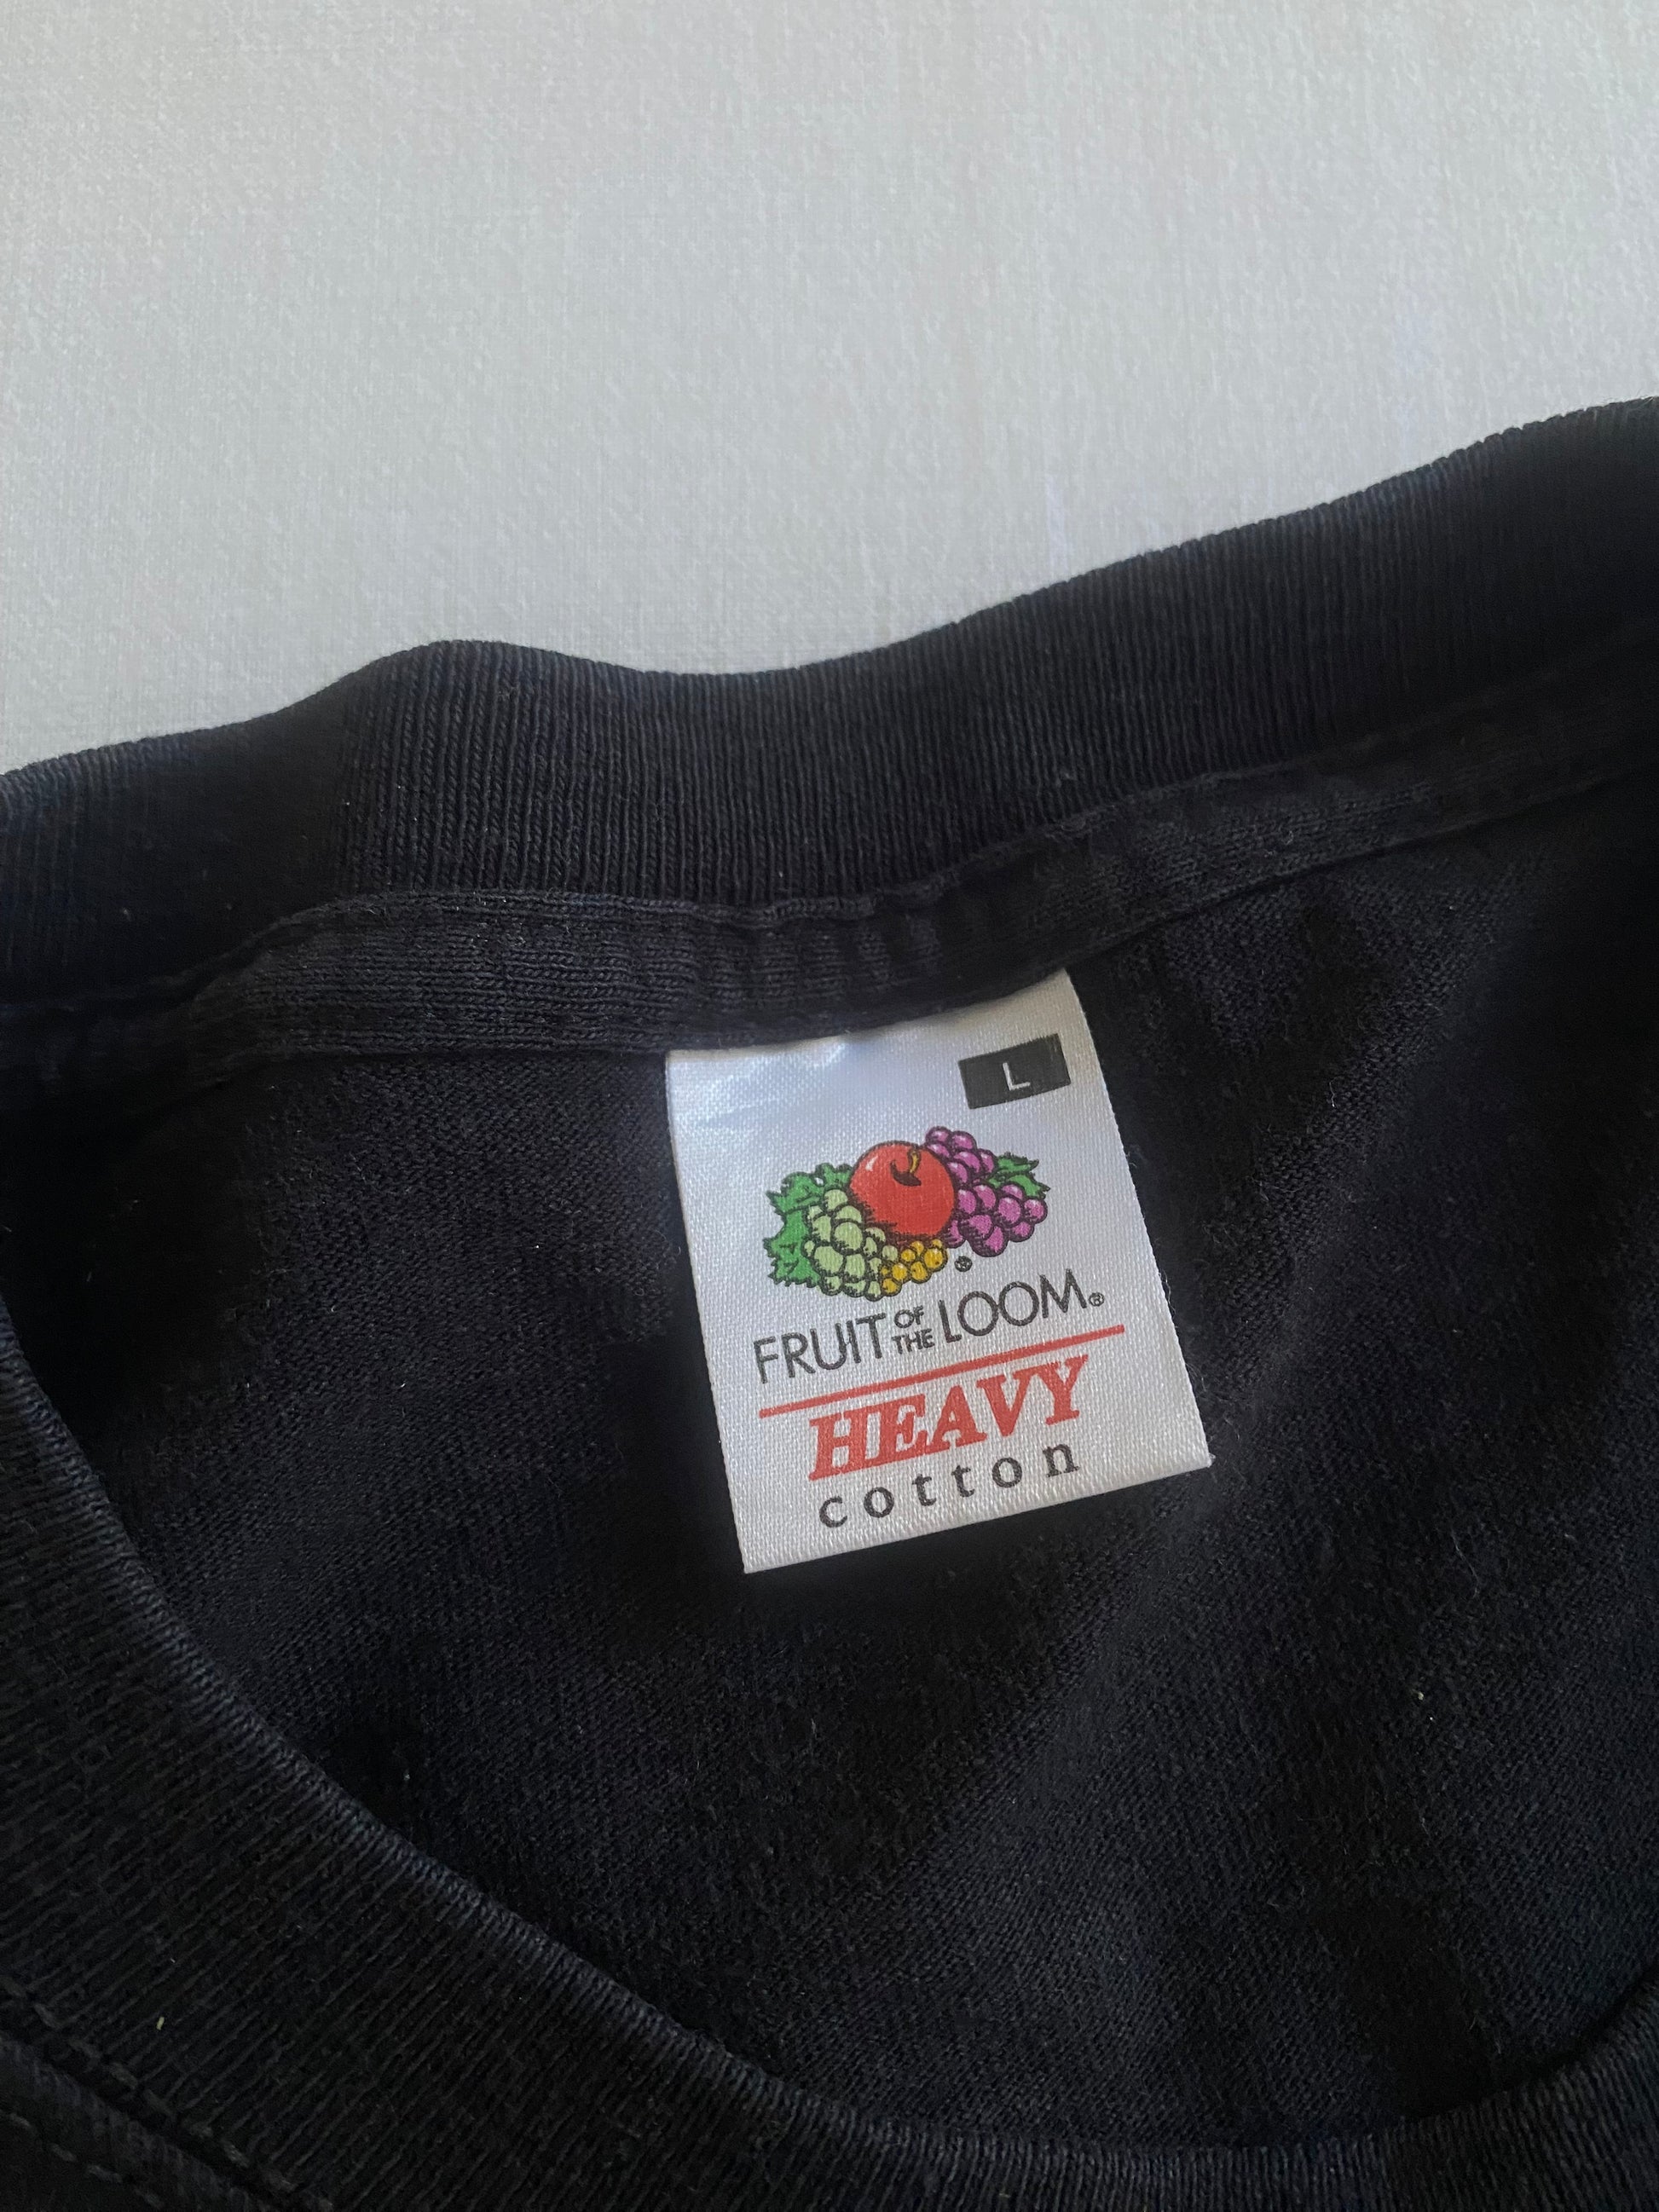 L
®
FRUIT OF THE LOOM®
HEAVY
cotton